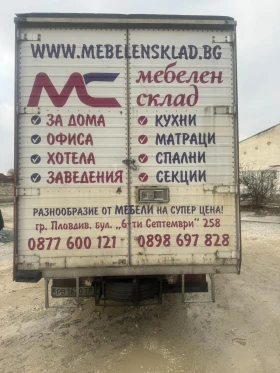 WWW.MEBELENSKLAD.BG
МС мебелен
склад
ЗА ДОМА КУХНИ
ОФИСА МАТРАЦИ
ХОТЕЛА СПАЛНИ
ЗАВЕДЕНИЯ СЕКЦИИ
РАЗНООБРАЗИЕ ОТ МЕБЕЛИ НА СУПЕР ЦЕНА!
гр. Пловдив, бул. "6-ти Септември" 258
0877 600 121 0898 697 828